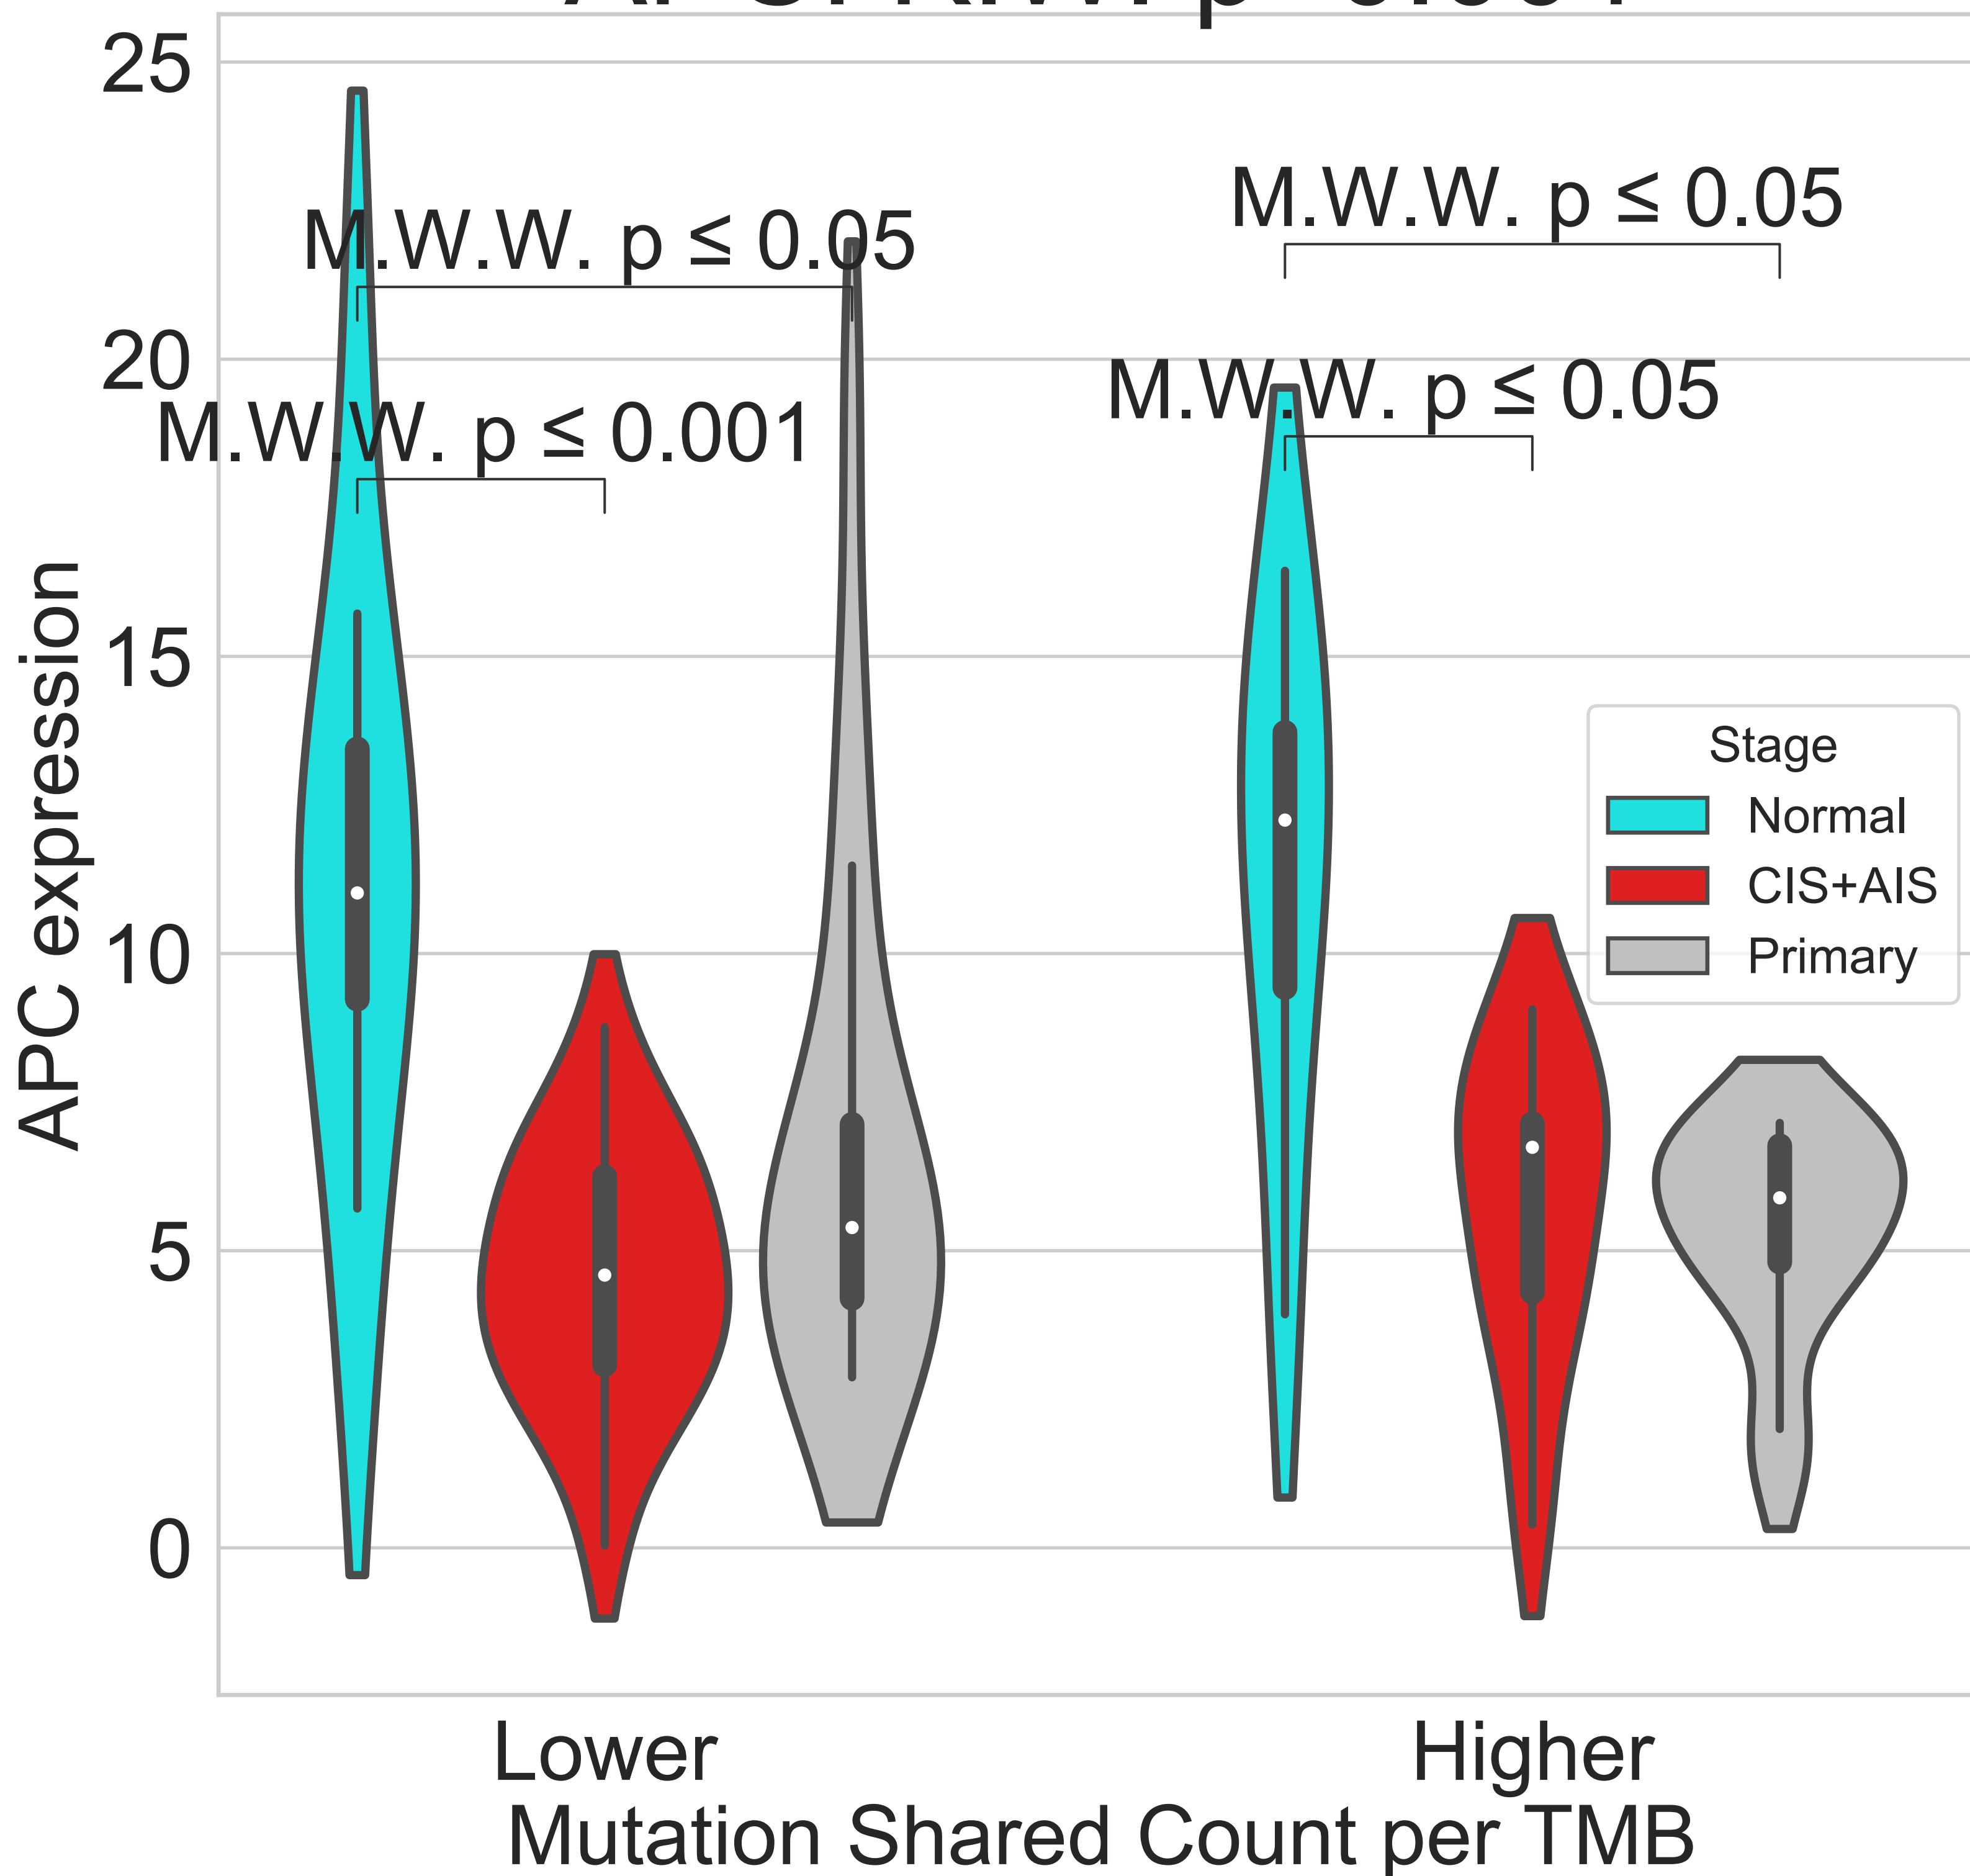 25
M.W.W. p ≤ 0.05
M.W.W. p ≤ 0.05
20
M.W.W. p ≤ 0.05
M.W.W. p ≤ 0.001
15
Stage
Normal
CIS+AIS
Primary
APC expression
10
5
0
Lower
Higher
Mutation Shared Count per TMB